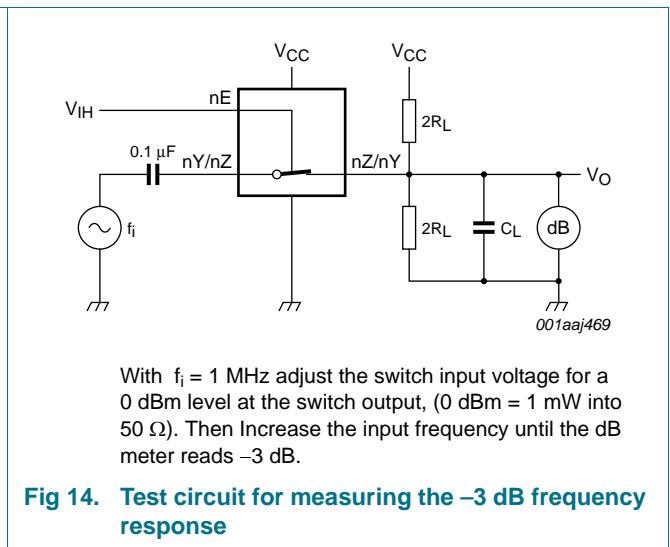 VCC VCC
nE
VIH
2RL
0.1 μF nY/nZ nZ/nY
VO
fi
2RL CL dB
001aaj469
With fi = 1 MHz adjust the switch input voltage for a
0 dBm level at the switch output, (0 dBm = 1 mW into
50 Ω). Then Increase the input frequency until the dB
meter reads −3 dB.
Fig 14. Test circuit for measuring the −3 dB frequency
response